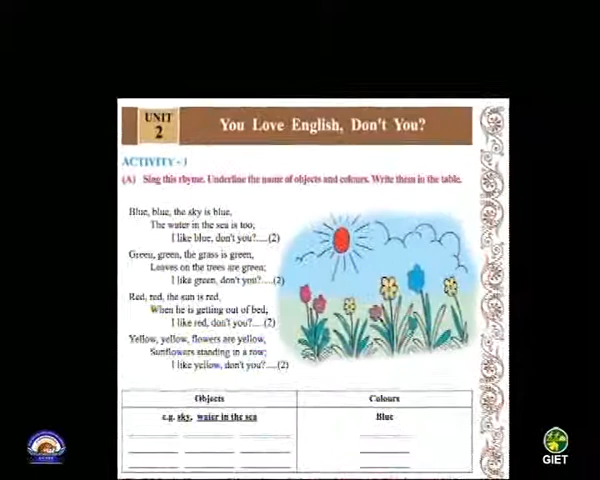 UNIT
2
You Love English, Don't You?
ACTIVITY - 1
(A) Sing this rhyme. Underline the name of objects and colours. Write them in the table.
Blue, blue, the sky is blue,
The water in the sea is too;
I like blue, don't you?....(2)
Green, green, the grass is green,
Leaves on the trees are green;
I like green, don't you?....(2)
Red, red, the sun is red,
When he is getting out of bed,
I like red, don't you?....(2)
Yellow, yellow, flowers are yellow,
Sunflowers standing in a row;
I like yellow, don't you?....(2)
Objects Colours
e.g. sky, water in the sea Blue
GIET